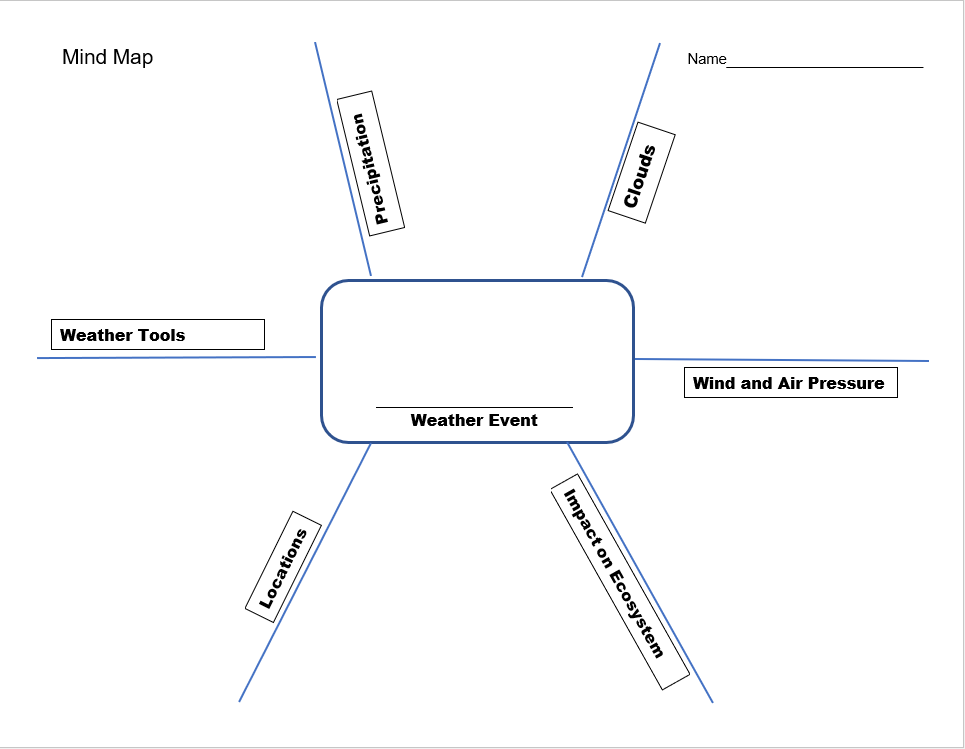 Mind Map
Name
Precipitation
Clouds
Weather Tools
Wind and Air Pressure
Weather Event
Locations
Impact on Ecosystem